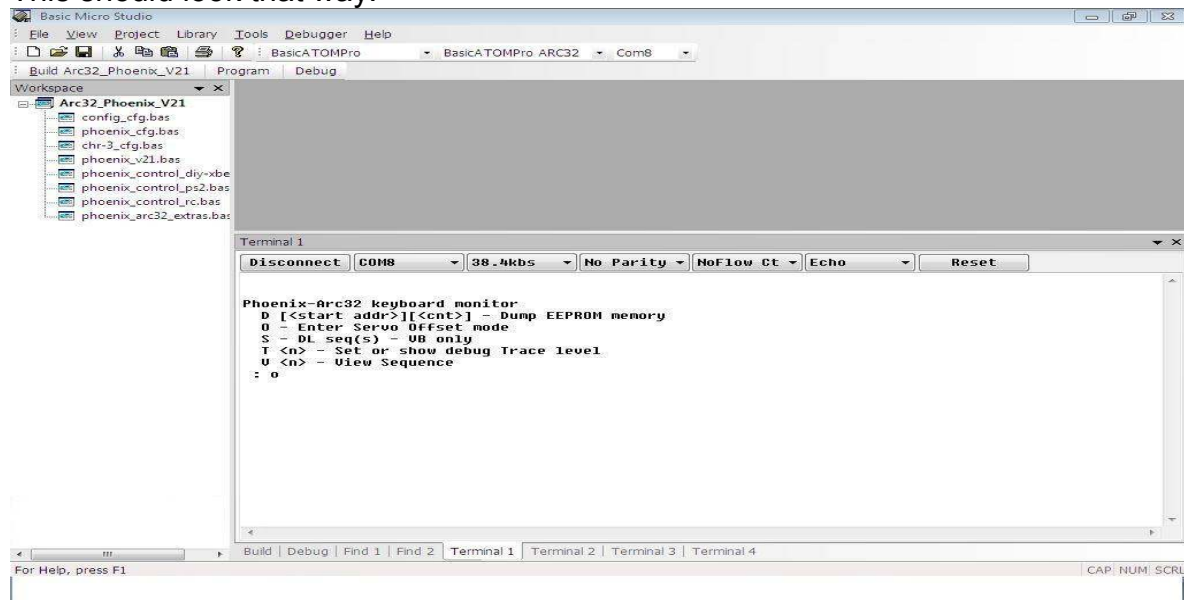 This should look that way:
Basic Micro Studio
File View Project Library Tools Debugger Help
BasicATOMPro BasicATOMPro ARC32 Com8
Build Arc32_Phoenix_V21 Program Debug
Workspace
Arc32_Phoenix_V21
config_cfg.bas
phoenix_cfg.bas
chr-3_cfg.bas
phoenix_v21.bas
phoenix_control_diy-xbe
phoenix_control_ps2.bas
phoenix_control_rc.bas
phoenix_arc32_extras.bas
Terminal 1
Disconnect COM8 38.4kbs No Parity NoFlow Ct Echo Reset
Phoenix-Arc32 keyboard monitor
D [<start addr>][<cnt>] - Dump EEPROM memory
O - Enter Servo Offset mode
S - DL seq(s) - VB only
T <n> - Set or show debug Trace level
V <n> - View Sequence
: o
Build | Debug | Find 1 | Find 2 | Terminal 1 | Terminal 2 | Terminal 3 | Terminal 4
For Help, press F1
CAP NUM SCRL